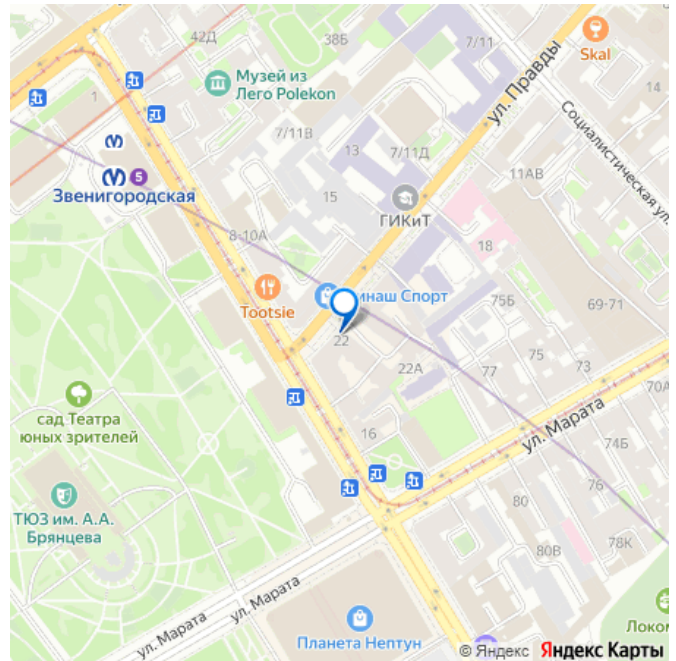 42Д
38Б
7/11
Skal
Музей из
Лего Polekon
ул. Правды
14
1
7/11В
13
7/11Д
Социалистическая ул.
5
Звенигородская
15
ГИКиТ
11АВ
8-10А
18
Tootsie
инаш Спорт
75Б
69-71
22
22А
77
75
73
70А
сад Театра
юных зрителей
16
ул. Марата
74Б
76
ТЮЗ им. А.А.
Брянцева
80
80В
78К
ул. Марата
ул. Марата
Планета Нептун
Локом
© Яндекс Яндекс Карты